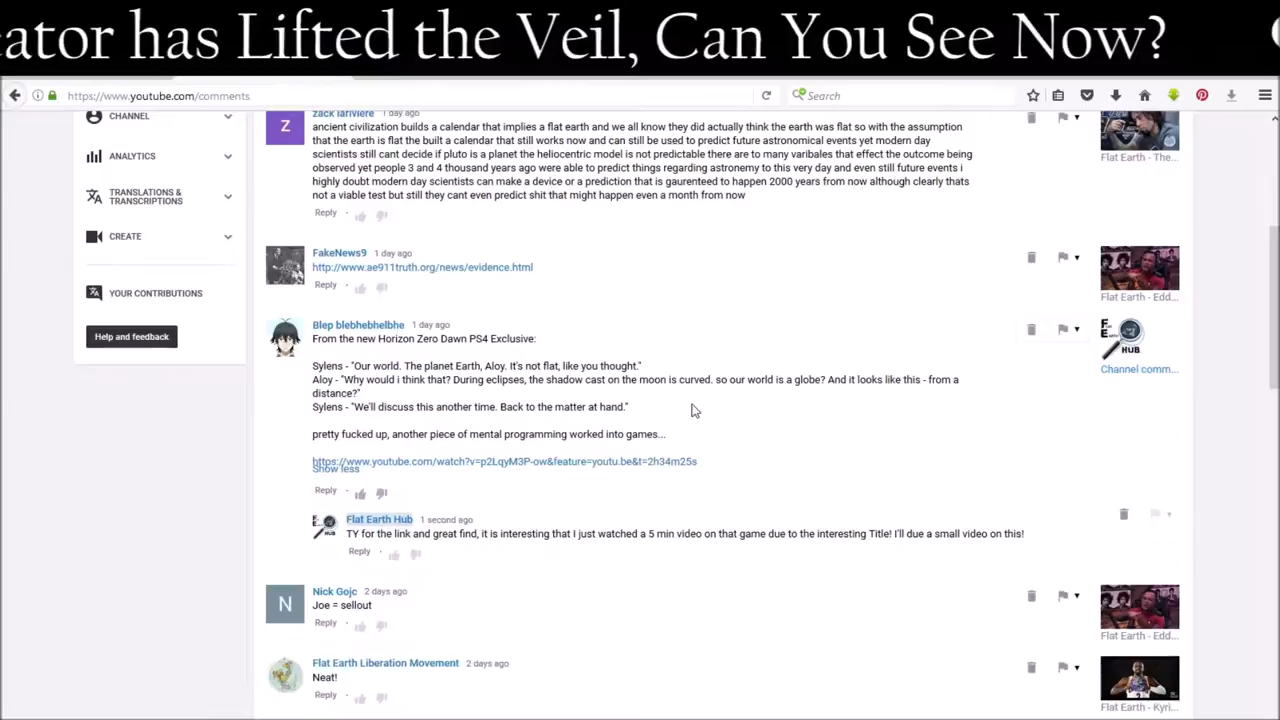 ator has Lifted the Veil, Can You See Now?
https://www.youtube.com/comments
Search
CHANNEL
ANALYTICS
TRANSLATIONS &
TRANSCRIPTIONS
CREATE
YOUR CONTRIBUTIONS
Help and feedback
Z
zack lariviere 1 day ago
ancient civilization builds a calendar that implies a flat earth and we all know they did actually think the earth was flat so with the assumption
that the earth is flat the built a calendar that still works now and can still be used to predict future astronomical events yet modern day
scientists still cant decide if pluto is a planet the heliocentric model is not predictable there are to many varibales that effect the outcome being
observed yet people 3 and 4 thousand years ago were able to predict things regarding astronomy to this very day and even still future events i
highly doubt modern day scientists can make a device or a prediction that is gaurenteed to happen 2000 years from now although clearly thats
not a viable test but still they cant even predict shit that might happen even a month from now
Reply
Flat Earth - The...
FakeNews9 1 day ago
http://www.ae911truth.org/news/evidence.html
Reply
Flat Earth - Edd...
Blep blebhebhelbhe 1 day ago
From the new Horizon Zero Dawn PS4 Exclusive:
Sylens - "Our world. The planet Earth, Aloy. It's not flat, like you thought."
Aloy - "Why would i think that? During eclipses, the shadow cast on the moon is curved. so our world is a globe? And it looks like this - from a
distance?"
Sylens - "We'll discuss this another time. Back to the matter at hand."
pretty fucked up, another piece of mental programming worked into games...
https://www.youtube.com/watch?v=p2LqyM3P-ow&feature=youtu.be&t=2h34m25s
Show less
Reply
HUB
Channel comm...
Flat Earth Hub 1 second ago
TY for the link and great find, it is interesting that I just watched a 5 min video on that game due to the interesting Title! I'll due a small video on this!
Reply
N
Nick Gojc 2 days ago
Joe = sellout
Reply
Flat Earth - Edd...
Flat Earth Liberation Movement 2 days ago
Neat!
Reply
Flat Earth - Kyri...